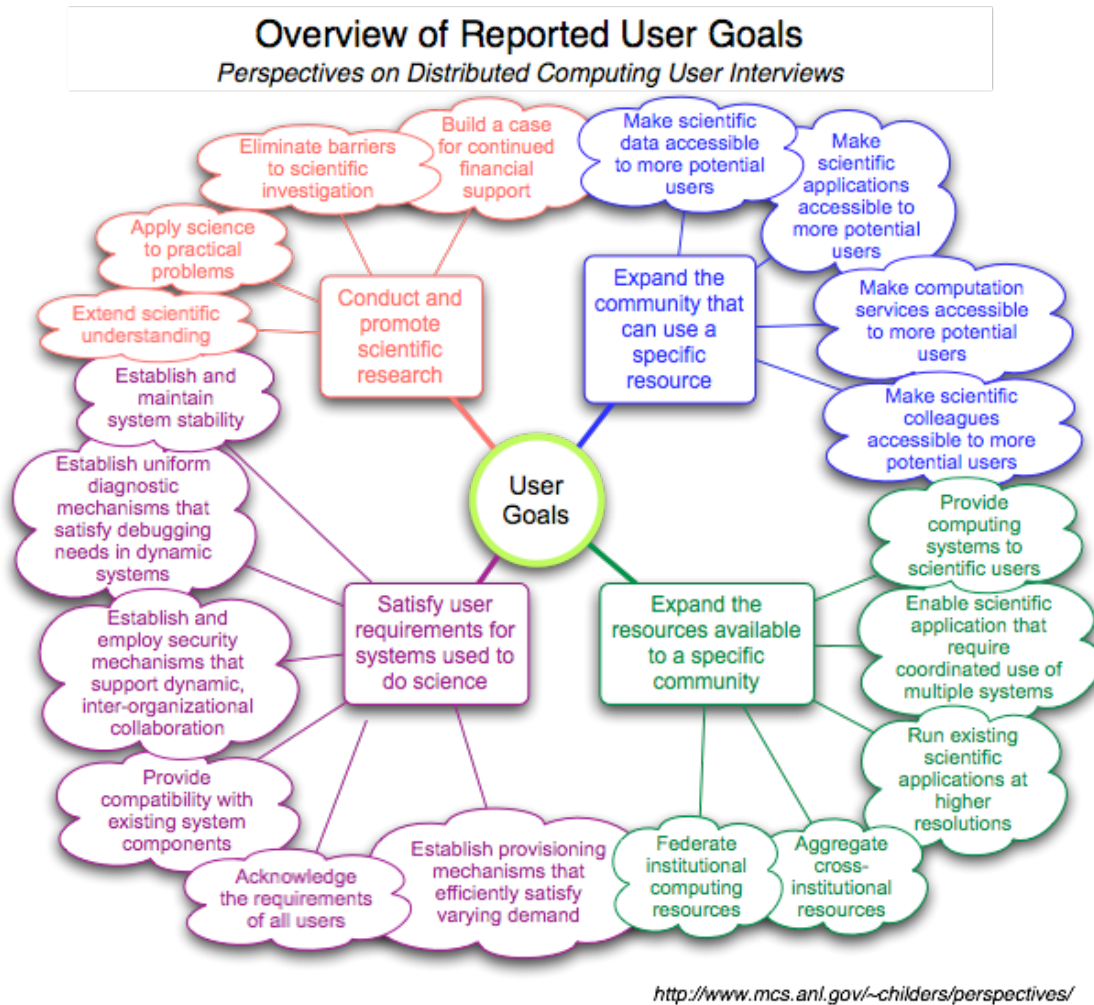 Overview of Reported User Goals
Perspectives on Distributed Computing User Interviews
Build a case
for continued
financial
support
Eliminate barriers
to scientific
investigation
Apply science
to practical
problems
Extend scientific
understanding
Conduct and
promote
scientific
research
Make scientific
data accessible
to more potential
users
Make
scientific
applications
accessible to
more potential
users
Make computation
services accessible
to more potential
users
Make scientific
colleagues
accessible to more
potential users
Expand the
community that
can use a
specific
resource
User
Goals
Establish and
maintain
system stability
Establish uniform
diagnostic
mechanisms that
satisfy debugging
needs in dynamic
systems
Establish and
employ security
mechanisms that
support dynamic,
inter-organizational
collaboration
Provide
compatibility with
existing system
components
Acknowledge
the requirements
of all users
Establish provisioning
mechanisms that
efficiently satisfy
varying demand
Satisfy user
requirements for
systems used to
do science
Expand the
resources available
to a specific
community
Provide
computing
systems to
scientific users
Enable scientific
application that
require
coordinated use of
multiple systems
Run existing
scientific
applications at
higher
resolutions
Aggregate
cross-
institutional
resources
Federate
institutional
computing
resources
http://www.mcs.anl.gov/~childers/perspectives/